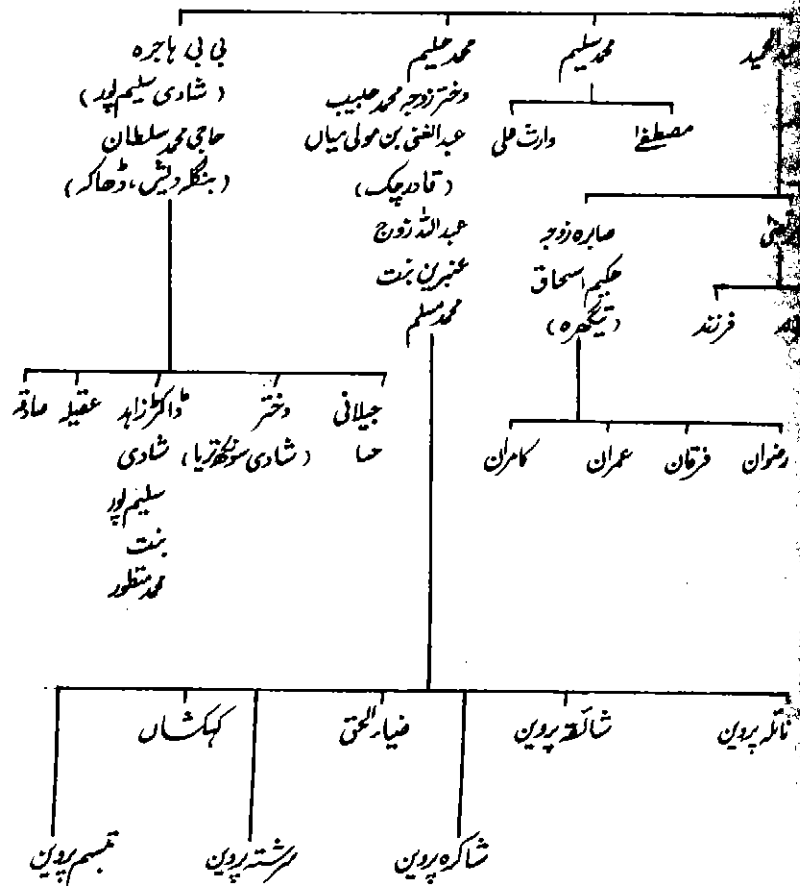 محمد سلیم
محمد حلیم
بی بی ہاجرہ
دختر زوجہ محمد حبیب
(شادی سلیم پور)
مصطفےٰ
وارث علی
عبدالغنی بن مولی میاں
حاجی محمد سلطان
(قادر چک)
(بنگلہ دیش، ڈھاکہ)
صابرہ زوجہ
عبداللہ زوج
حکیم اسحاق
عنبرین بنت
فرزند
(تیگھرہ)
محمد مسلم
جیلانی
دختر
ڈاکٹر زاہد
عقیلہ
صادقہ
رضوان
فرقان
عمران
کامران
حسا
(شادی سونگھڑیا)
شادی
سلیم پور
بنت
محمد منظور
نائلہ پروین
شائقہ پروین
ضیاء الحق
کہکشاں
شاکرہ پروین
سرشتہ پروین
تبسم پروین